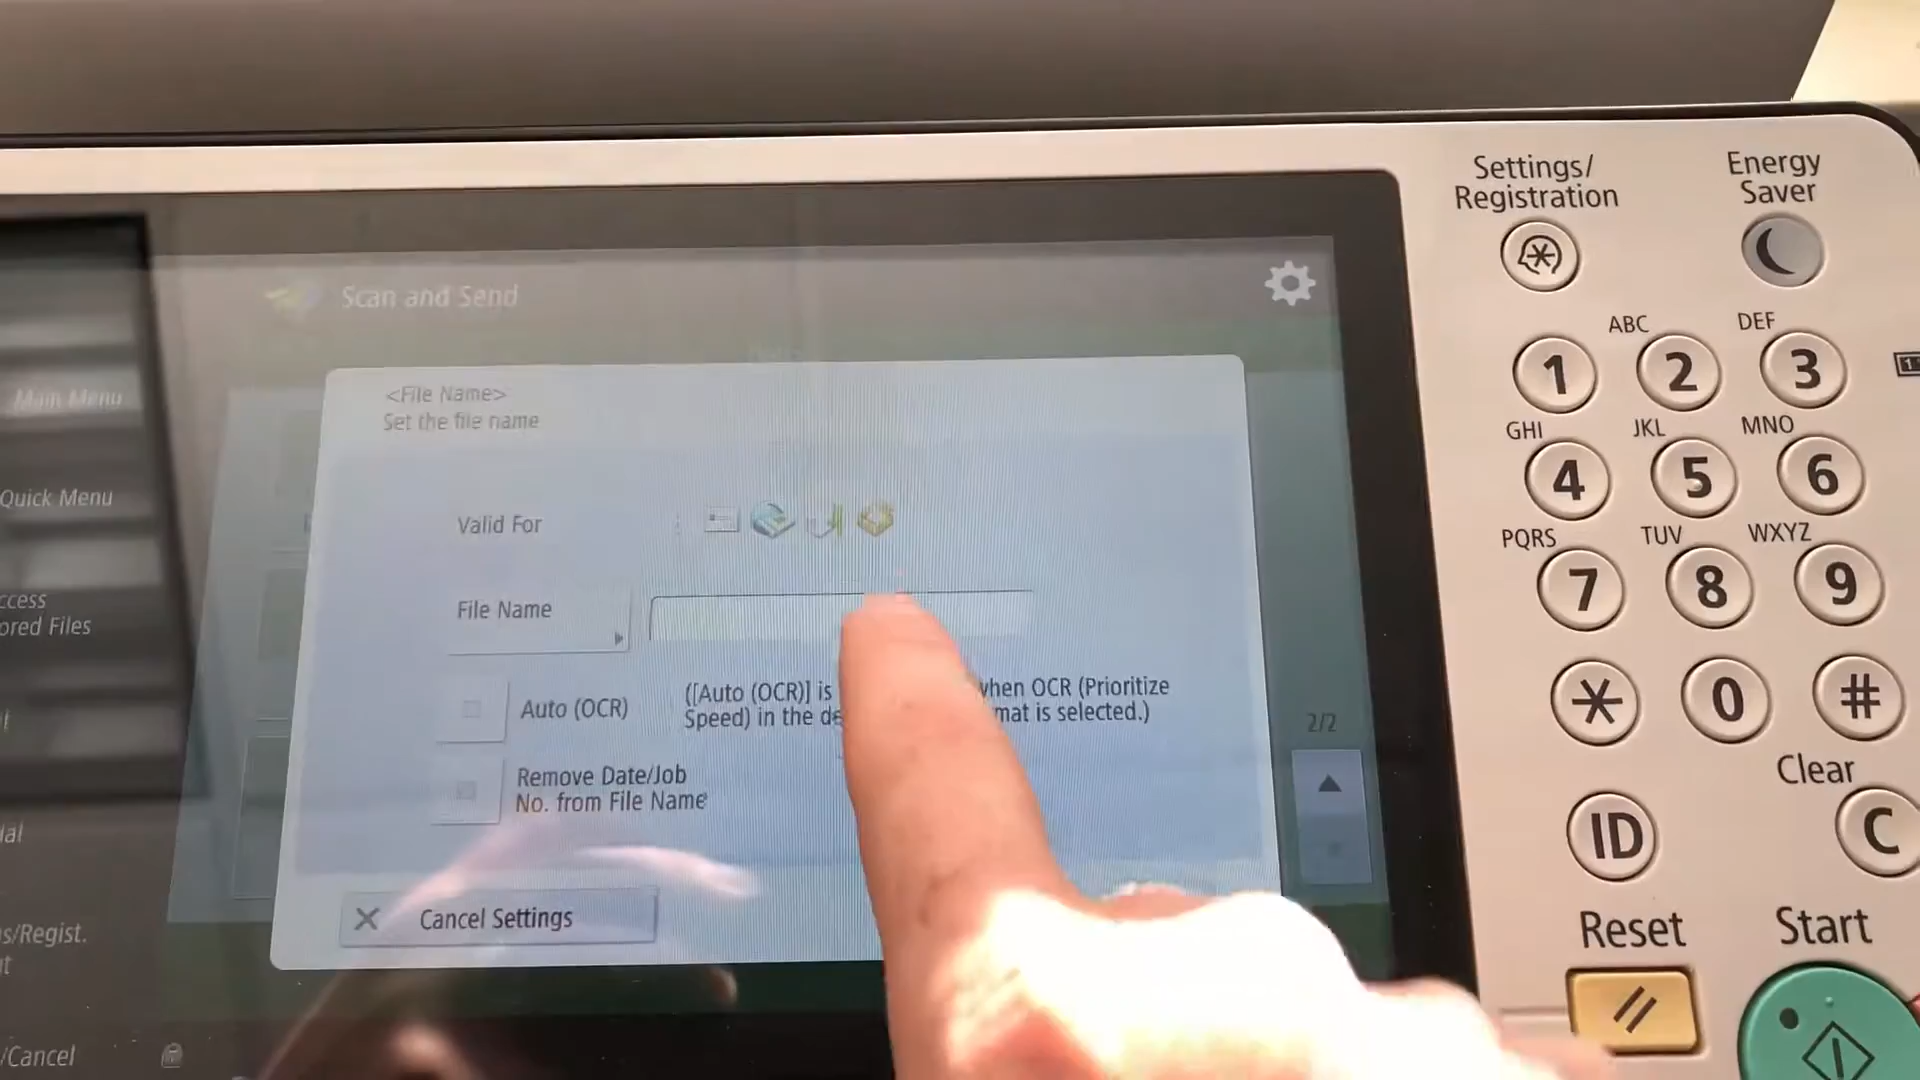 Settings/
Registration
Energy
Saver
Scan and Send
Main Menu
Quick Menu
ored Files
s/Regist.
/Cancel
<File Name>
Set the file name
Valid For
File Name
Auto (OCR)
([Auto (OCR)] is when OCR (Prioritize
Speed) in the mat is selected.)
Remove Date/Job
No. from File Name
Cancel Settings
2/2
ABC
DEF
1
2
3
GHI
JKL
MNO
4
5
6
PQRS
TUV
WXYZ
7
8
9
0
#
Clear
ID
C
Reset
Start